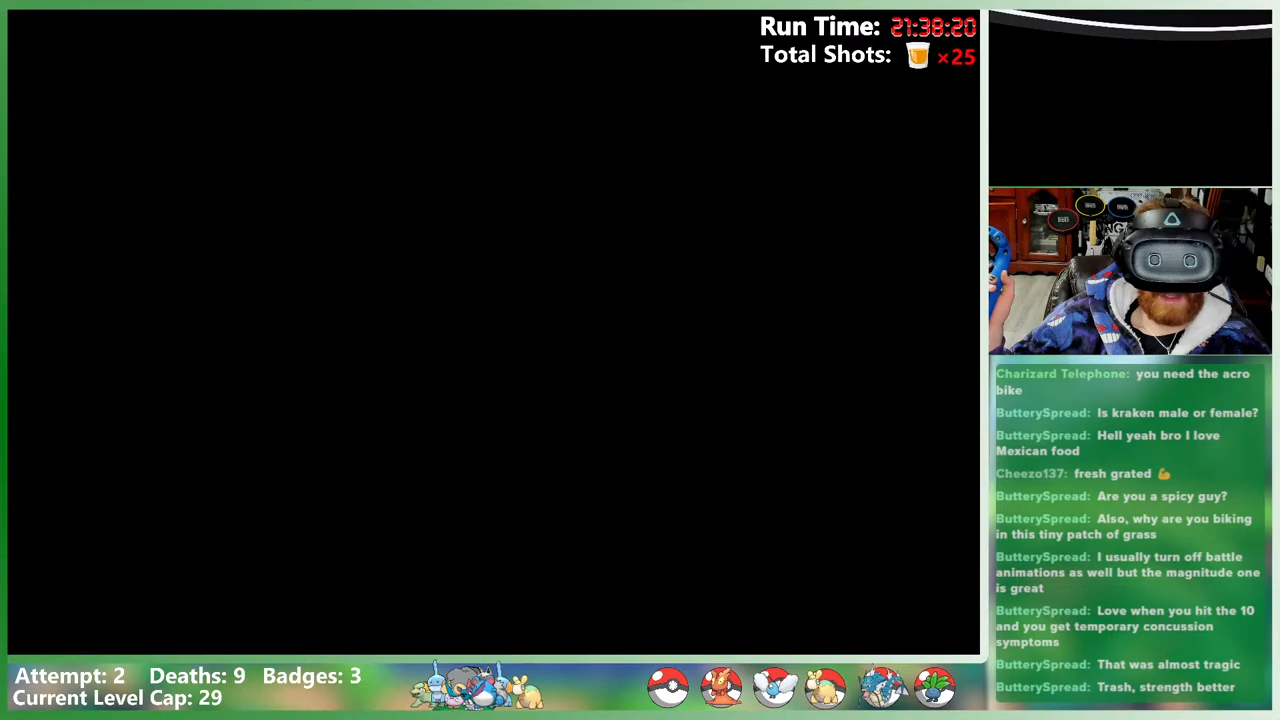 Run Time: 21:38:20
Total Shots: ×25
Charizard Telephone: you need the acro
bike
ButterySpread: Is kraken male or female?
ButterySpread: Hell yeah bro I love
Mexican food
Cheezo137: fresh grated 💪
ButterySpread: Are you a spicy guy?
ButterySpread: Also, why are you biking
in this tiny patch of grass
ButterySpread: I usually turn off battle
animations as well but the magnitude one
is great
ButterySpread: Love when you hit the 10
and you get temporary concussion
symptoms
ButterySpread: That was almost tragic
ButterySpread: Trash, strength better
Attempt: 2 Deaths: 9 Badges: 3
Current Level Cap: 29